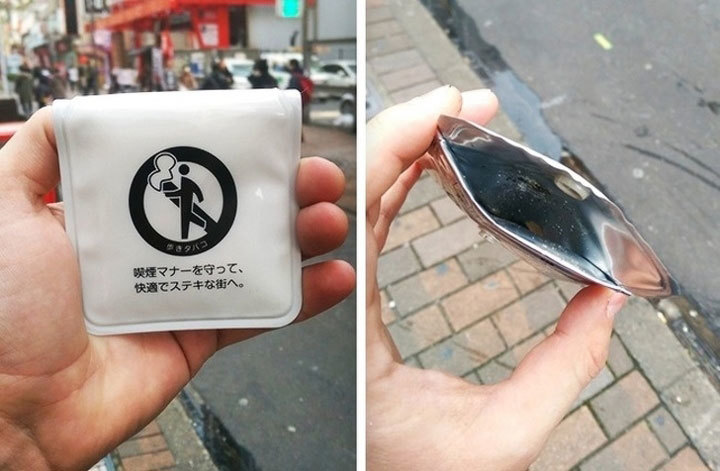 歩きタバコ
喫煙マナーを守って、
快適でステキな街へ。